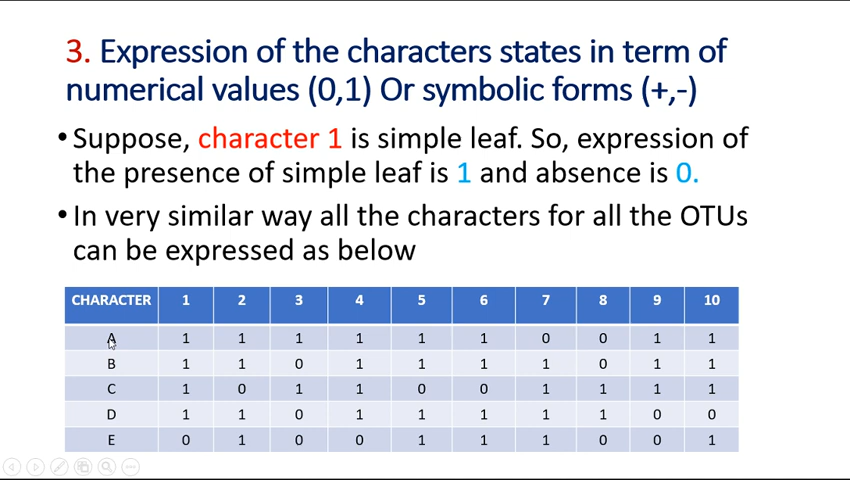 3. Expression of the characters states in term of
numerical values (0,1) Or symbolic forms (+,-)
•Suppose, character 1 is simple leaf. So, expression of
the presence of simple leaf is 1 and absence is 0.
•In very similar way all the characters for all the OTUs
can be expressed as below
CHARACTER 1 2 3 4 5 6 7 8 9 10
A 1 1 1 1 1 1 0 0 1 1
B 1 1 0 1 1 1 1 0 1 1
C 1 0 1 1 0 0 1 1 1 1
D 1 1 0 1 1 1 1 1 0 0
E 0 1 0 0 1 1 1 0 0 1